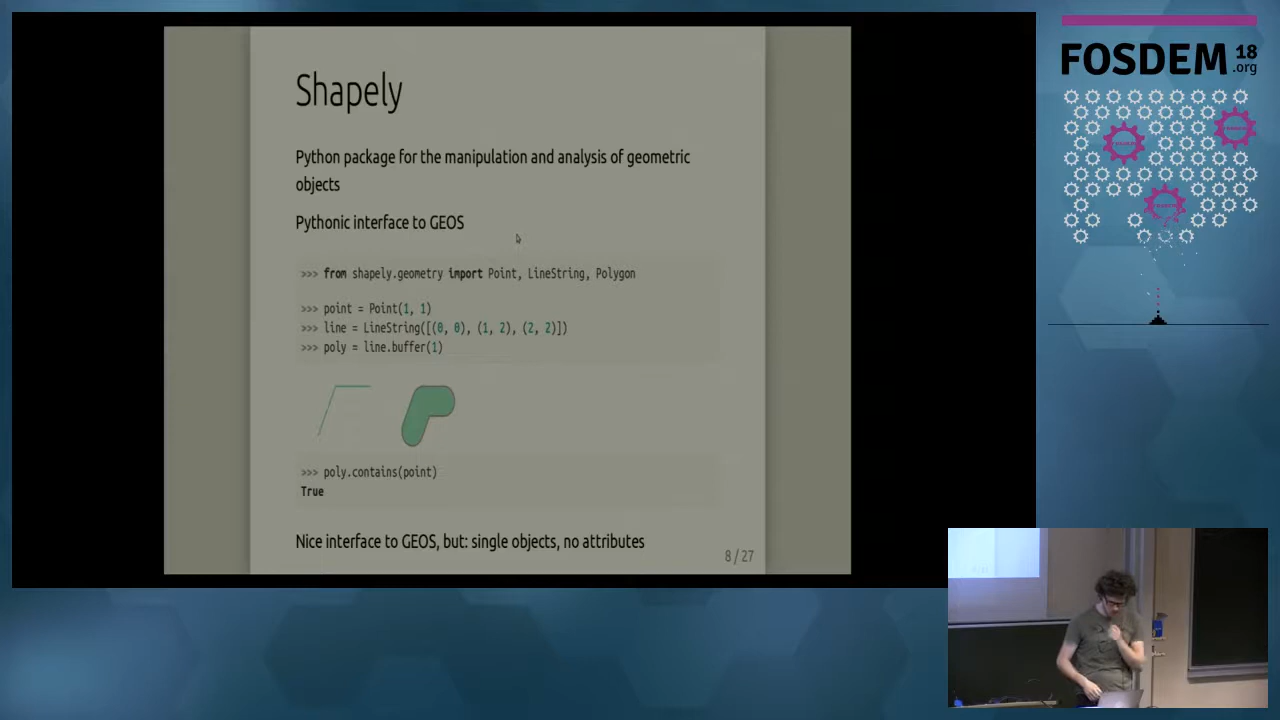 Shapely
Python package for the manipulation and analysis of geometric
objects
Pythonic interface to GEOS
>>> from shapely.geometry import Point, LineString, Polygon
>>> point = Point(1, 1)
>>> line = LineString([(0, 0), (1, 2), (2, 2)])
>>> poly = line.buffer(1)
>>> poly.contains(point)
True
Nice interface to GEOS, but: single objects, no attributes
8 / 27
FOSDEM 18
.org